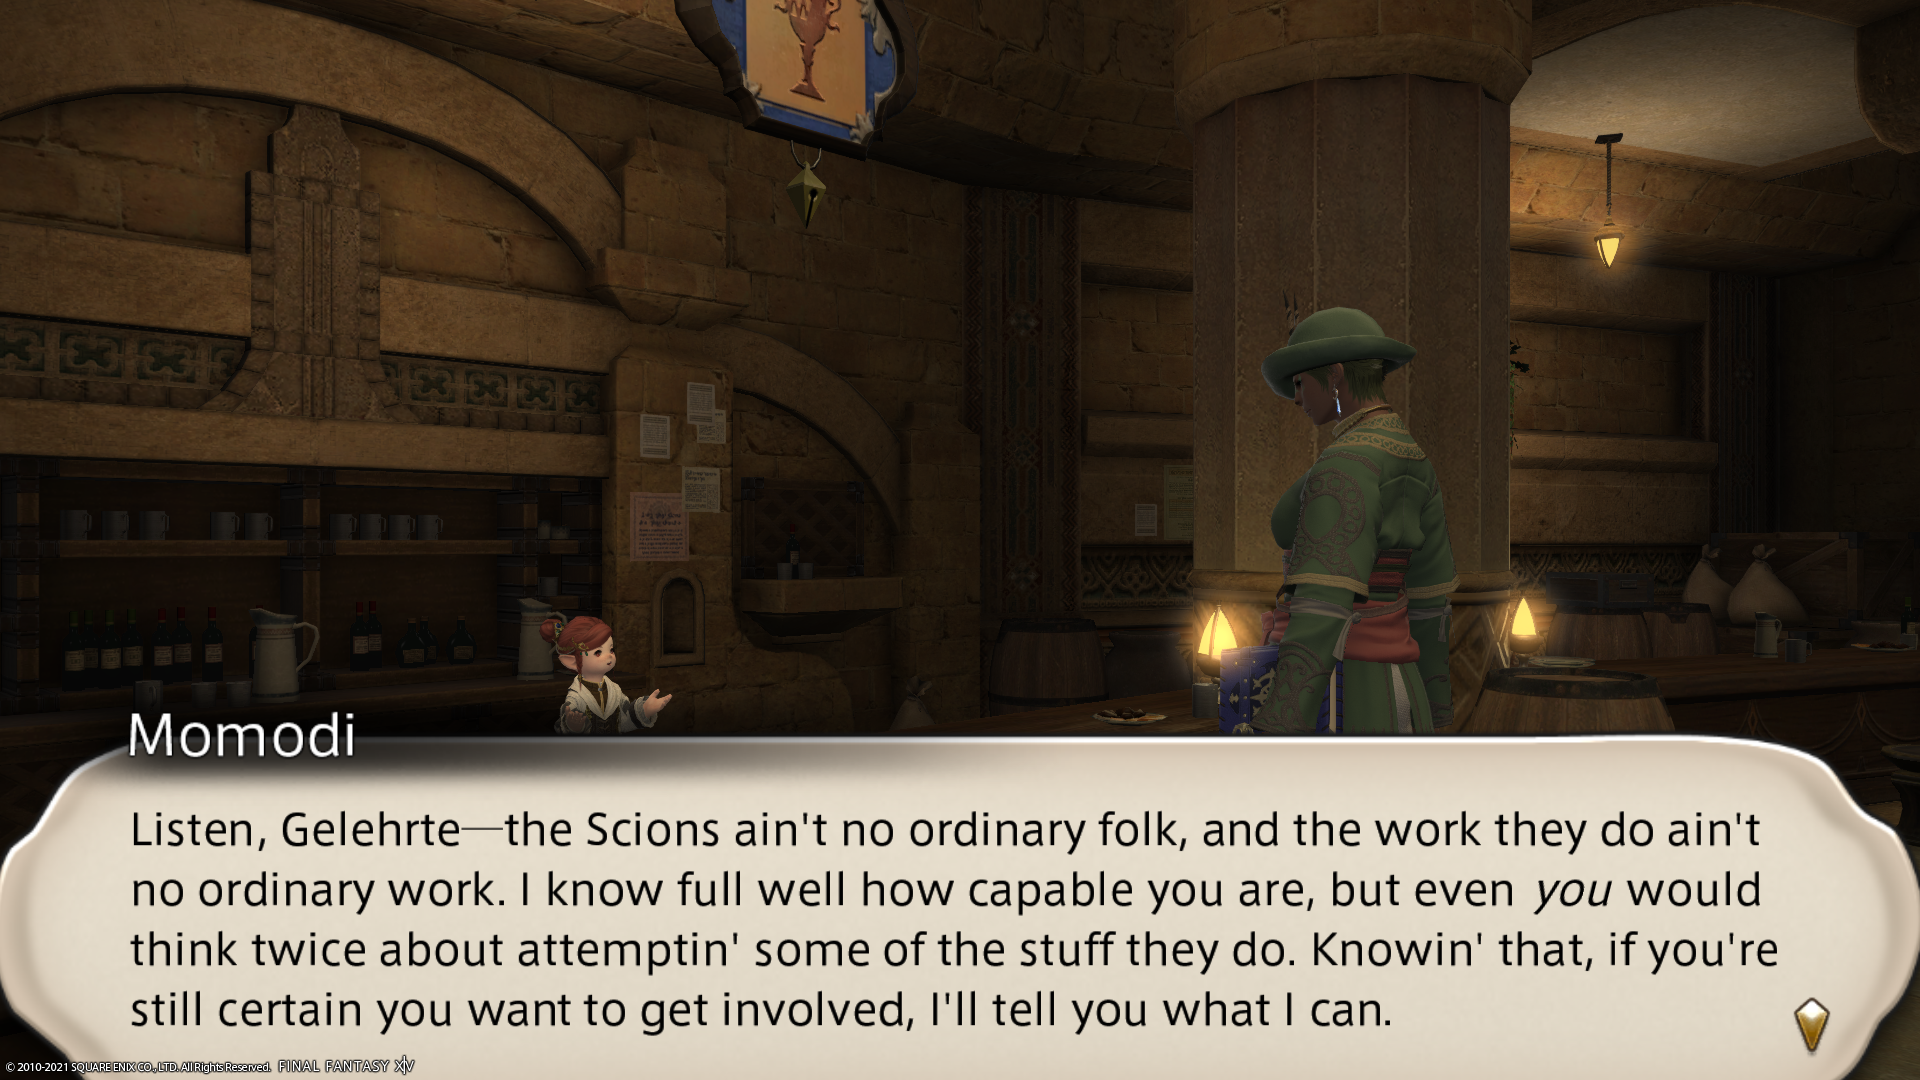 Momodi
Listen, Gelehrte—the Scions ain't no ordinary folk, and the work they do ain't
no ordinary work. I know full well how capable you are, but even you would
think twice about attemptin' some of the stuff they do. Knowin' that, if you're
still certain you want to get involved, I'll tell you what I can.
© 2010-2021 SQUARE ENIX CO., LTD. All Rights Reserved. FINAL FANTASY XIV